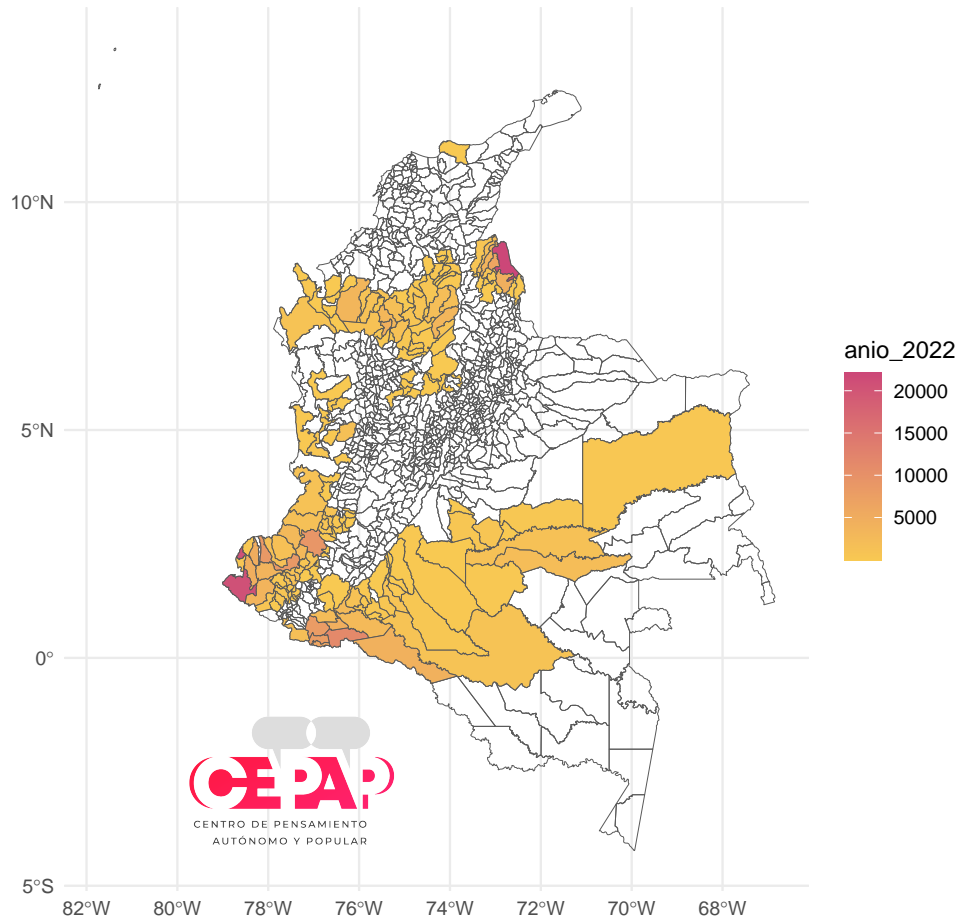 10°N
5°N
0°
5°S
82°W 80°W 78°W 76°W 74°W 72°W 70°W 68°W
anio_2022
20000
15000
10000
5000
CEPAP
CENTRO DE PENSAMIENTO
AUTÓNOMO Y POPULAR